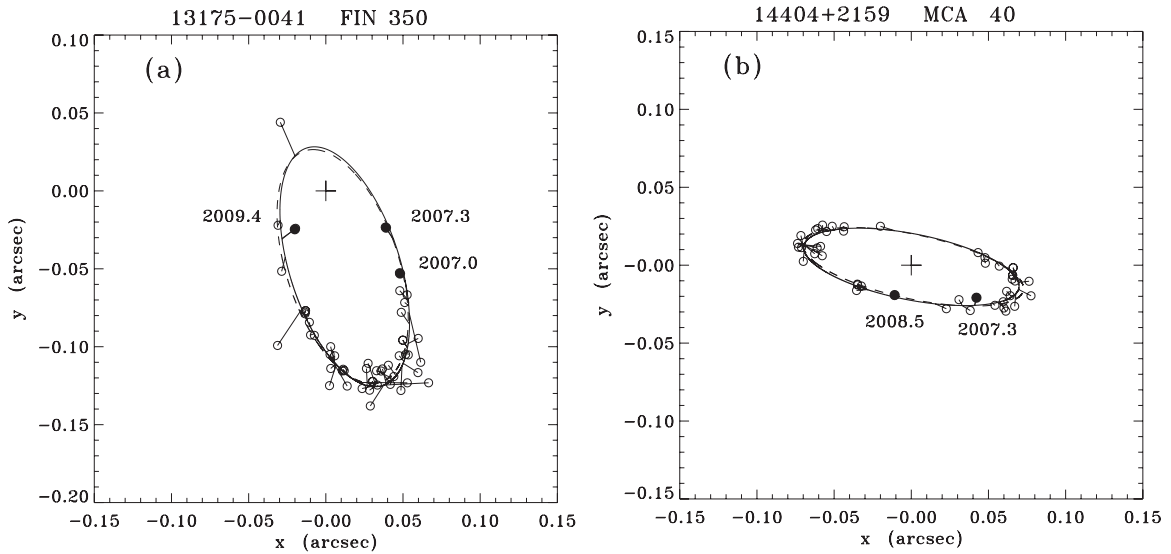 13175−0041 FIN 350
(a)
0.10
0.05
0.00
−0.05
−0.10
−0.15
−0.20
y (arcsec)
2009.4
2007.3
2007.0
−0.15 −0.10 −0.05 −0.00 0.05 0.10 0.15
x (arcsec)
14404+2159 MCA 40
(b)
0.15
0.10
0.05
−0.00
−0.05
−0.10
−0.15
y (arcsec)
2008.5
2007.3
−0.15 −0.10 −0.05 −0.00 0.05 0.10 0.15
x (arcsec)